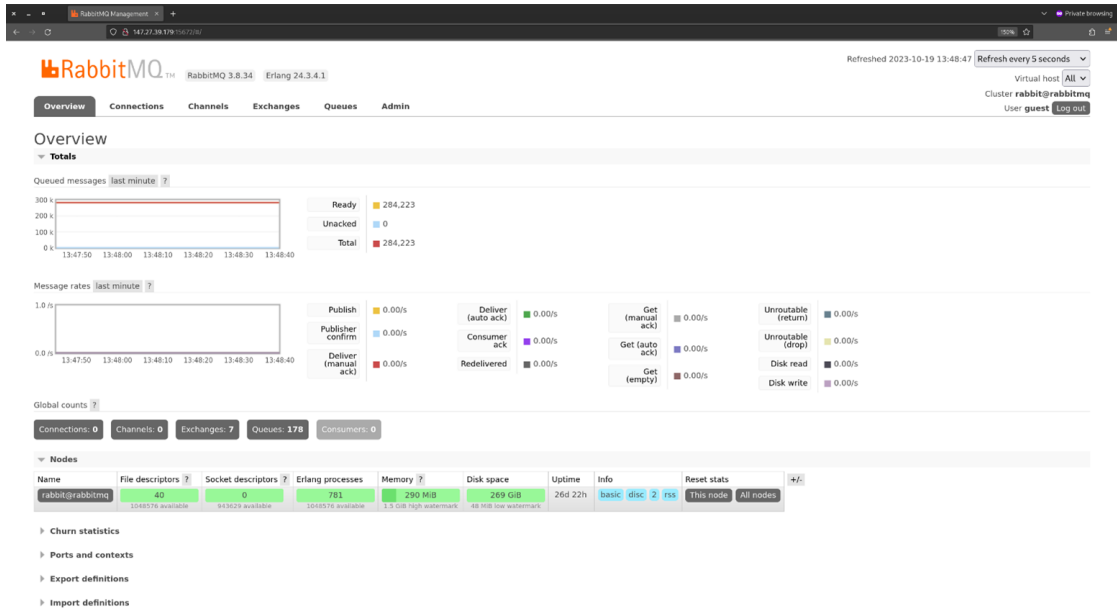 RabbitMQ Management
Private browsing
147.27.39.179:15672/#/
150%
RabbitMQ TM RabbitMQ 3.8.34 Erlang 24.3.4.1
Refreshed 2023-10-19 13:48:47 Refresh every 5 seconds
Virtual host All
Cluster rabbit@rabbitmq
User guest Log out
Overview Connections Channels Exchanges Queues Admin
Overview
Totals
Queued messages last minute ?
300 k
200 k
100 k
0 k
13:47:50 13:48:00 13:48:10 13:48:20 13:48:30 13:48:40
Ready 284,223
Unacked 0
Total 284,223
Message rates last minute ?
1.0 /s
0.0 /s
13:47:50 13:48:00 13:48:10 13:48:20 13:48:30 13:48:40
Publish 0.00/s
Publisher
confirm 0.00/s
Deliver
(manual
ack) 0.00/s
Deliver
(auto ack) 0.00/s
Consumer
ack 0.00/s
Redelivered 0.00/s
Get
(manual
ack) 0.00/s
Get (auto
ack) 0.00/s
Get
(empty) 0.00/s
Unroutable
(return) 0.00/s
Unroutable
(drop) 0.00/s
Disk read 0.00/s
Disk write 0.00/s
Global counts ?
Connections: 0 Channels: 0 Exchanges: 7 Queues: 178 Consumers: 0
Nodes
Name File descriptors ? Socket descriptors ? Erlang processes Memory ? Disk space Uptime Info Reset stats +/-
rabbit@rabbitmq 40 0 781 290 MiB 269 GiB 26d 22h basic disc 2 rss This node All nodes
1048576 available 943629 available 1048576 available 1.5 GiB high watermark 48 MiB low watermark
Churn statistics
Ports and contexts
Export definitions
Import definitions